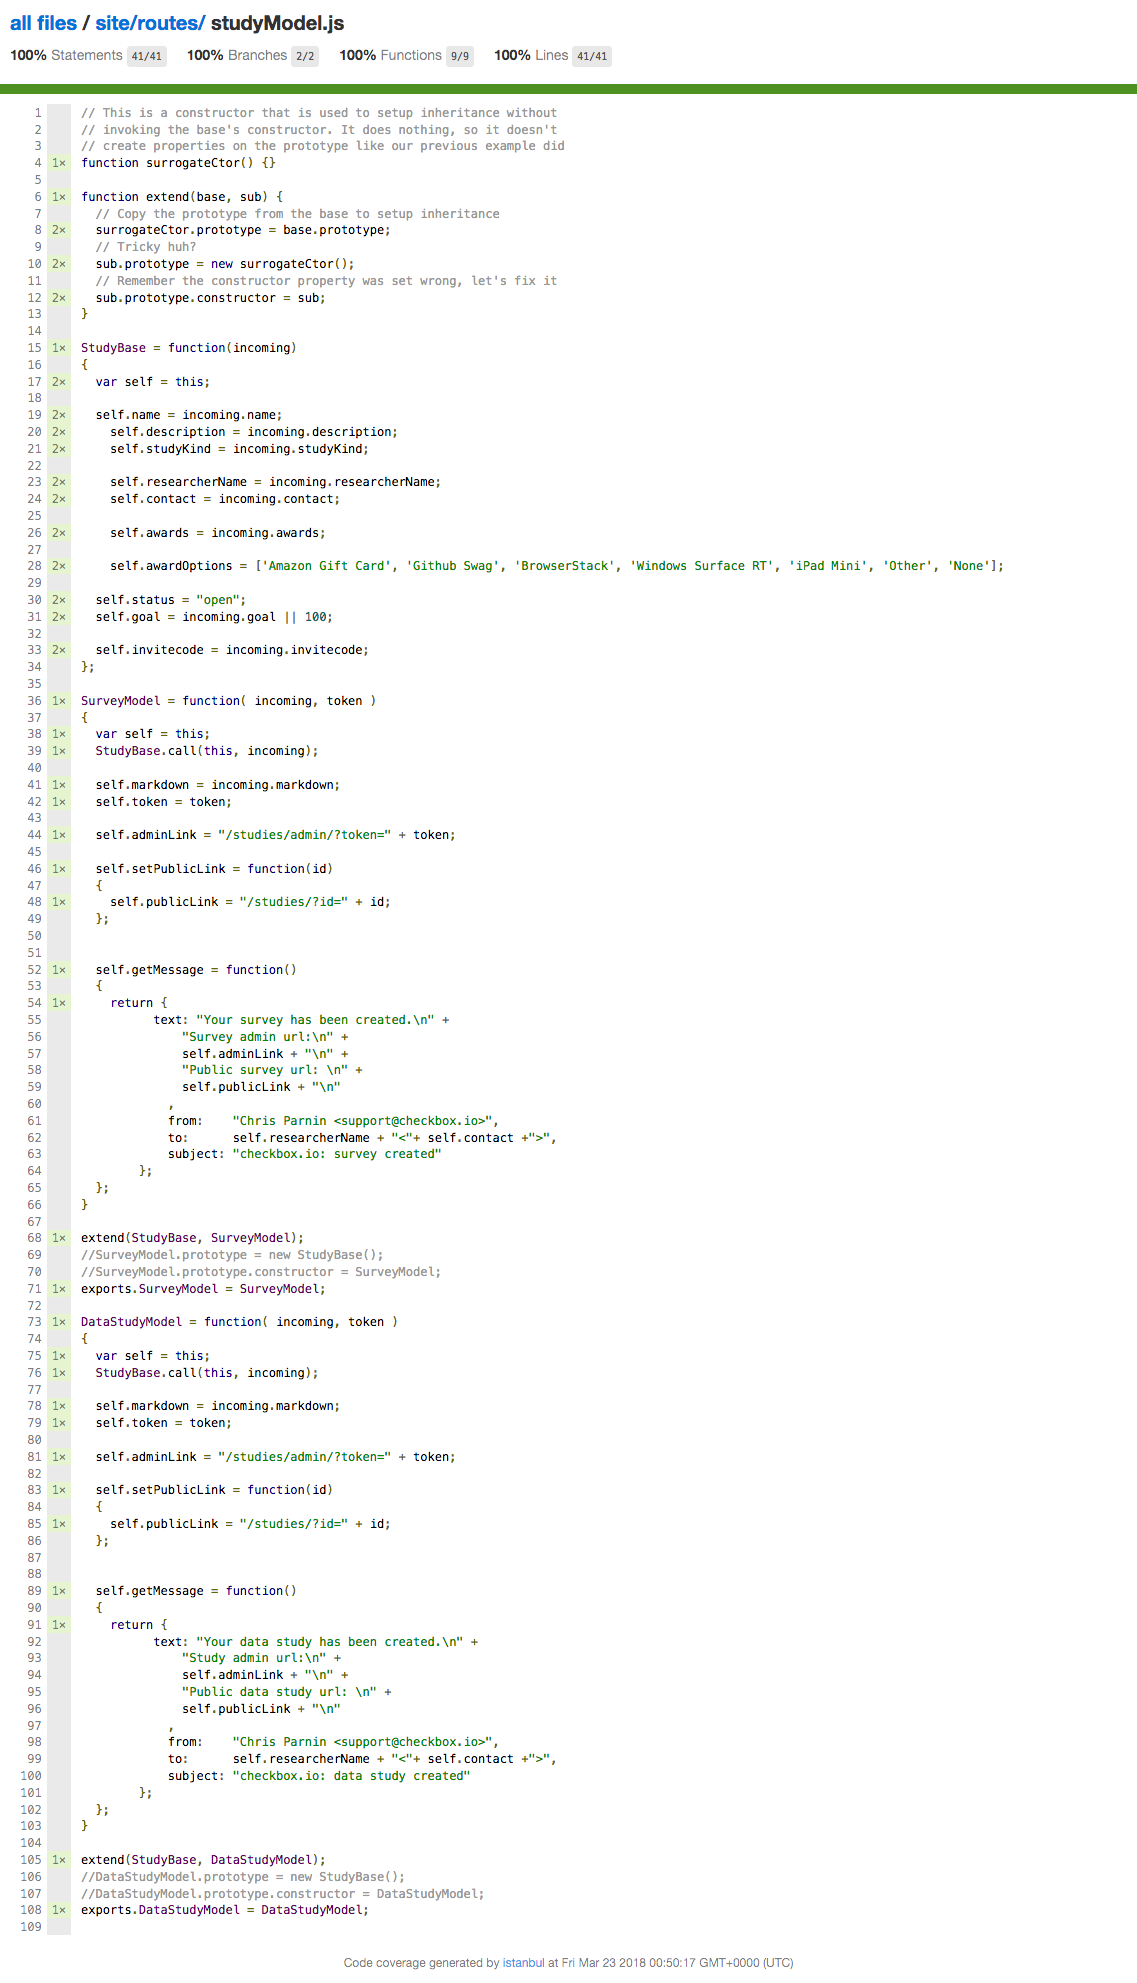 all files / site/routes/ studyModel.js
100% Statements 41/41 100% Branches 2/2 100% Functions 9/9 100% Lines 41/41
1 // This is a constructor that is used to setup inheritance without
2 // invoking the base's constructor. It does nothing, so it doesn't
3 // create properties on the prototype like our previous example did
4 1× function surrogateCtor() {}
5
6 1× function extend(base, sub) {
7 // Copy the prototype from the base to setup inheritance
8 2× surrogateCtor.prototype = base.prototype;
9 // Tricky huh?
10 2× sub.prototype = new surrogateCtor();
11 // Remember the constructor property was set wrong, let's fix it
12 2× sub.prototype.constructor = sub;
13 }
14
15 1× StudyBase = function(incoming)
16 {
17 2× var self = this;
18
19 2× self.name = incoming.name;
20 2× self.description = incoming.description;
21 2× self.studyKind = incoming.studyKind;
22
23 2× self.researcherName = incoming.researcherName;
24 2× self.contact = incoming.contact;
25
26 2× self.awards = incoming.awards;
27
28 2× self.awardOptions = ['Amazon Gift Card', 'Github Swag', 'BrowserStack', 'Windows Surface RT', 'iPad Mini', 'Other', 'None'];
29
30 2× self.status = "open";
31 2× self.goal = incoming.goal || 100;
32
33 2× self.invitecode = incoming.invitecode;
34 };
35
36 1× SurveyModel = function( incoming, token )
37 {
38 1× var self = this;
39 1× StudyBase.call(this, incoming);
40
41 1× self.markdown = incoming.markdown;
42 1× self.token = token;
43
44 1× self.adminLink = "/studies/admin/?token=" + token;
45
46 1× self.setPublicLink = function(id)
47 {
48 1× self.publicLink = "/studies/?id=" + id;
49 };
50
51
52 1× self.getMessage = function()
53 {
54 1× return {
55 text: "Your survey has been created.\n" +
56 "Survey admin url:\n" +
57 self.adminLink + "\n" +
58 "Public survey url: \n" +
59 self.publicLink + "\n"
60 ,
61 from: "Chris Parnin <support@checkbox.io>",
62 to: self.researcherName + "<"+ self.contact +">",
63 subject: "checkbox.io: survey created"
64 };
65 };
66 }
67
68 1× extend(StudyBase, SurveyModel);
69 //SurveyModel.prototype = new StudyBase();
70 //SurveyModel.prototype.constructor = SurveyModel;
71 1× exports.SurveyModel = SurveyModel;
72
73 1× DataStudyModel = function( incoming, token )
74 {
75 1× var self = this;
76 1× StudyBase.call(this, incoming);
77
78 1× self.markdown = incoming.markdown;
79 1× self.token = token;
80
81 1× self.adminLink = "/studies/admin/?token=" + token;
82
83 1× self.setPublicLink = function(id)
84 {
85 1× self.publicLink = "/studies/?id=" + id;
86 };
87
88
89 1× self.getMessage = function()
90 {
91 1× return {
92 text: "Your data study has been created.\n" +
93 "Study admin url:\n" +
94 self.adminLink + "\n" +
95 "Public data study url: \n" +
96 self.publicLink + "\n"
97 ,
98 from: "Chris Parnin <support@checkbox.io>",
99 to: self.researcherName + "<"+ self.contact +">",
100 subject: "checkbox.io: data study created"
101 };
102 };
103 }
104
105 1× extend(StudyBase, DataStudyModel);
106 //DataStudyModel.prototype = new StudyBase();
107 //DataStudyModel.prototype.constructor = DataStudyModel;
108 1× exports.DataStudyModel = DataStudyModel;
109
Code coverage generated by istanbul at Fri Mar 23 2018 00:50:17 GMT+0000 (UTC)